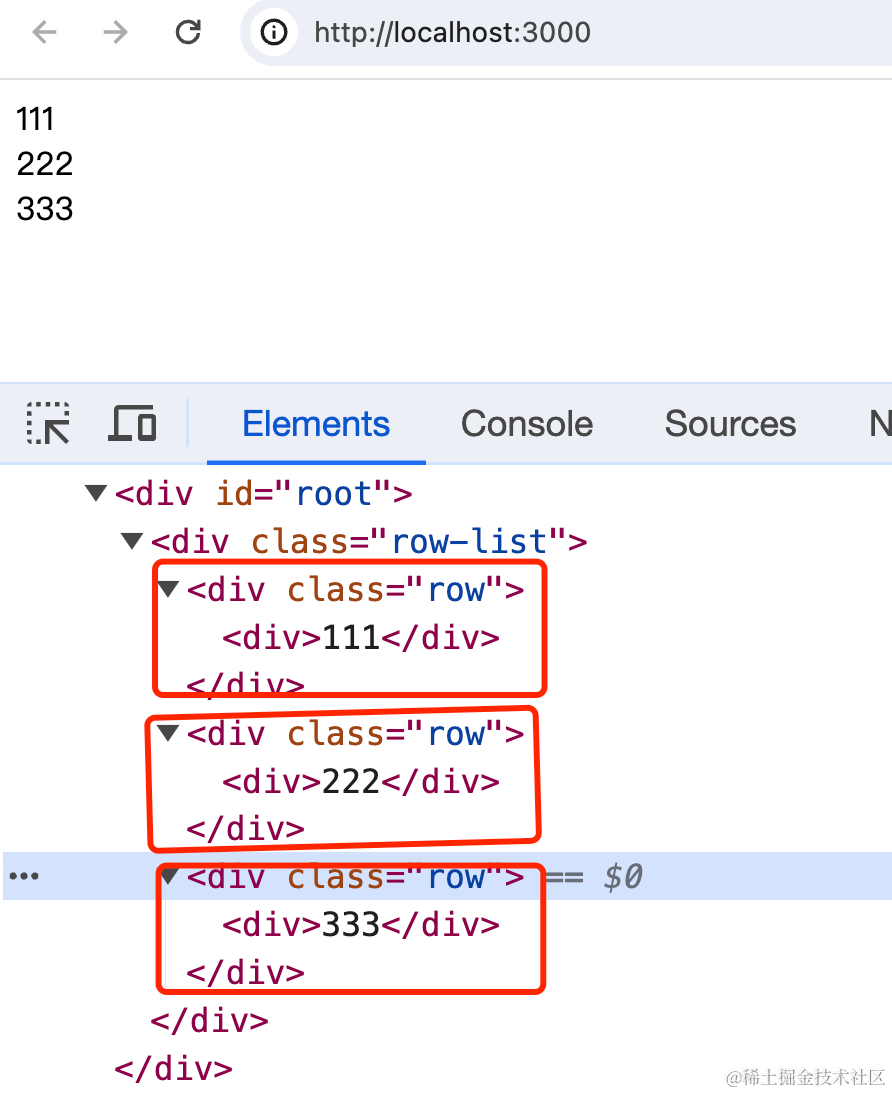 http://localhost:3000
111
222
333
Elements Console Sources N
<div id="root">
<div class="row-list">
<div class="row">
<div>111</div>
</div>
<div class="row">
<div>222</div>
</div>
<div class="row"> == $0
<div>333</div>
</div>
</div>
</div>
@稀土掘金技术社区